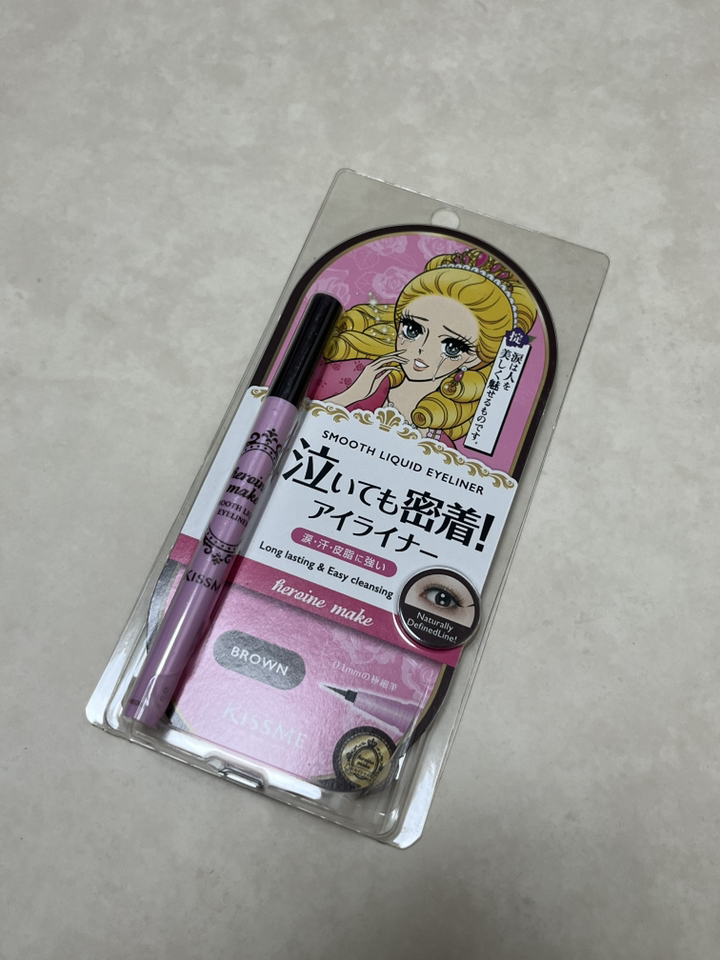 掟
涙は人を
美しく魅せるものです。
SMOOTH LIQUID EYELINER
泣いても密着!
アイライナー
涙・汗・皮脂に強い
Long lasting & Easy cleansing
heroine make
Naturally
DefinedLine!
BROWN
0.1mmの極細筆
KISSME
heroine
make
SMOOTH LIQ
EYELINER
KISSM